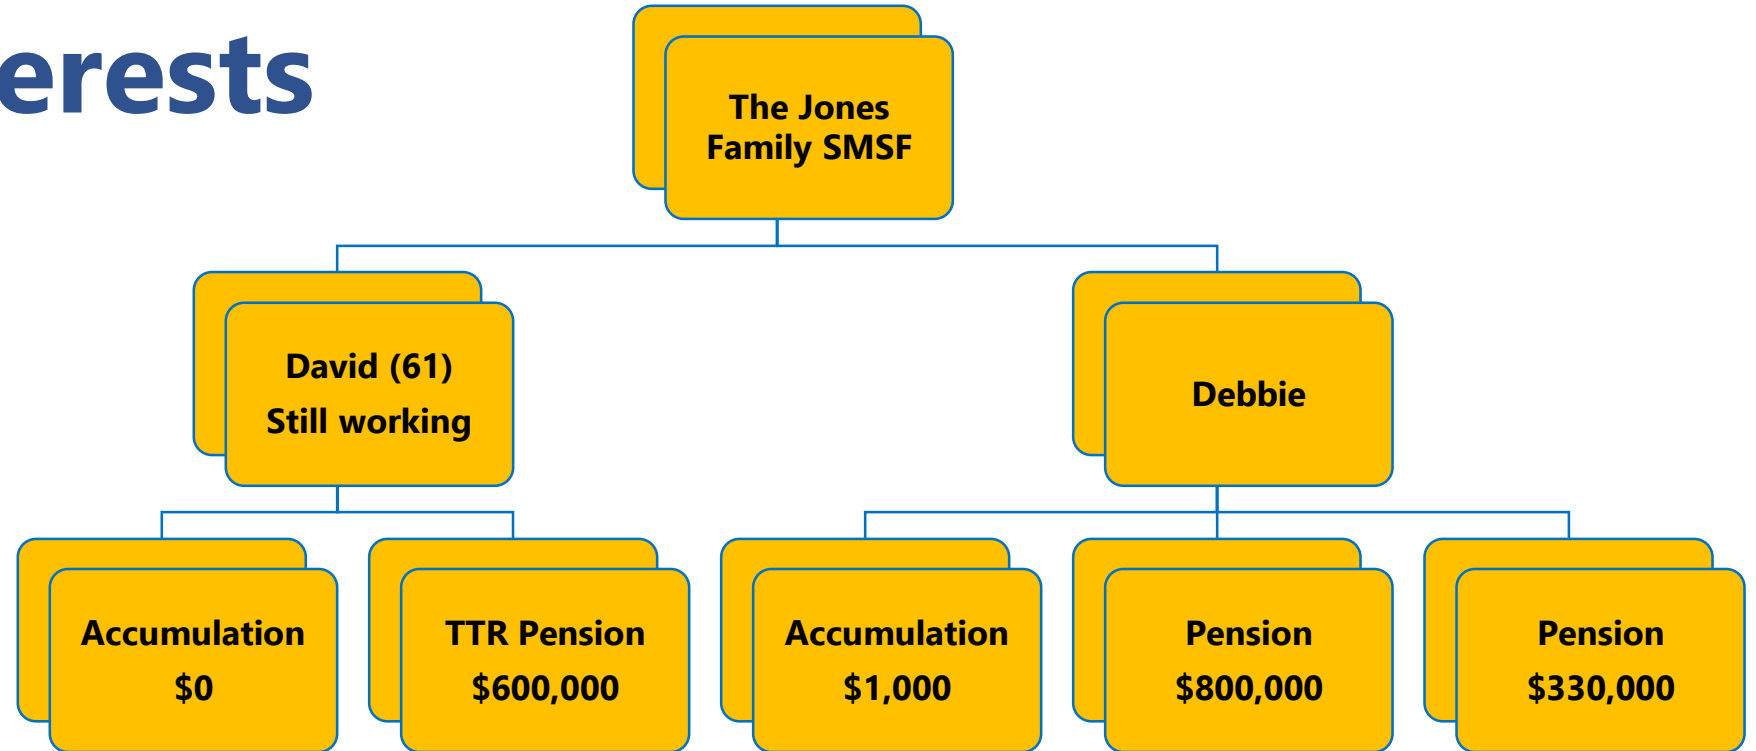 erests
The Jones
Family SMSF
David (61)
Still working
Debbie
Accumulation
$0
TTR Pension
$600,000
Accumulation
$1,000
Pension
$800,000
Pension
$330,000